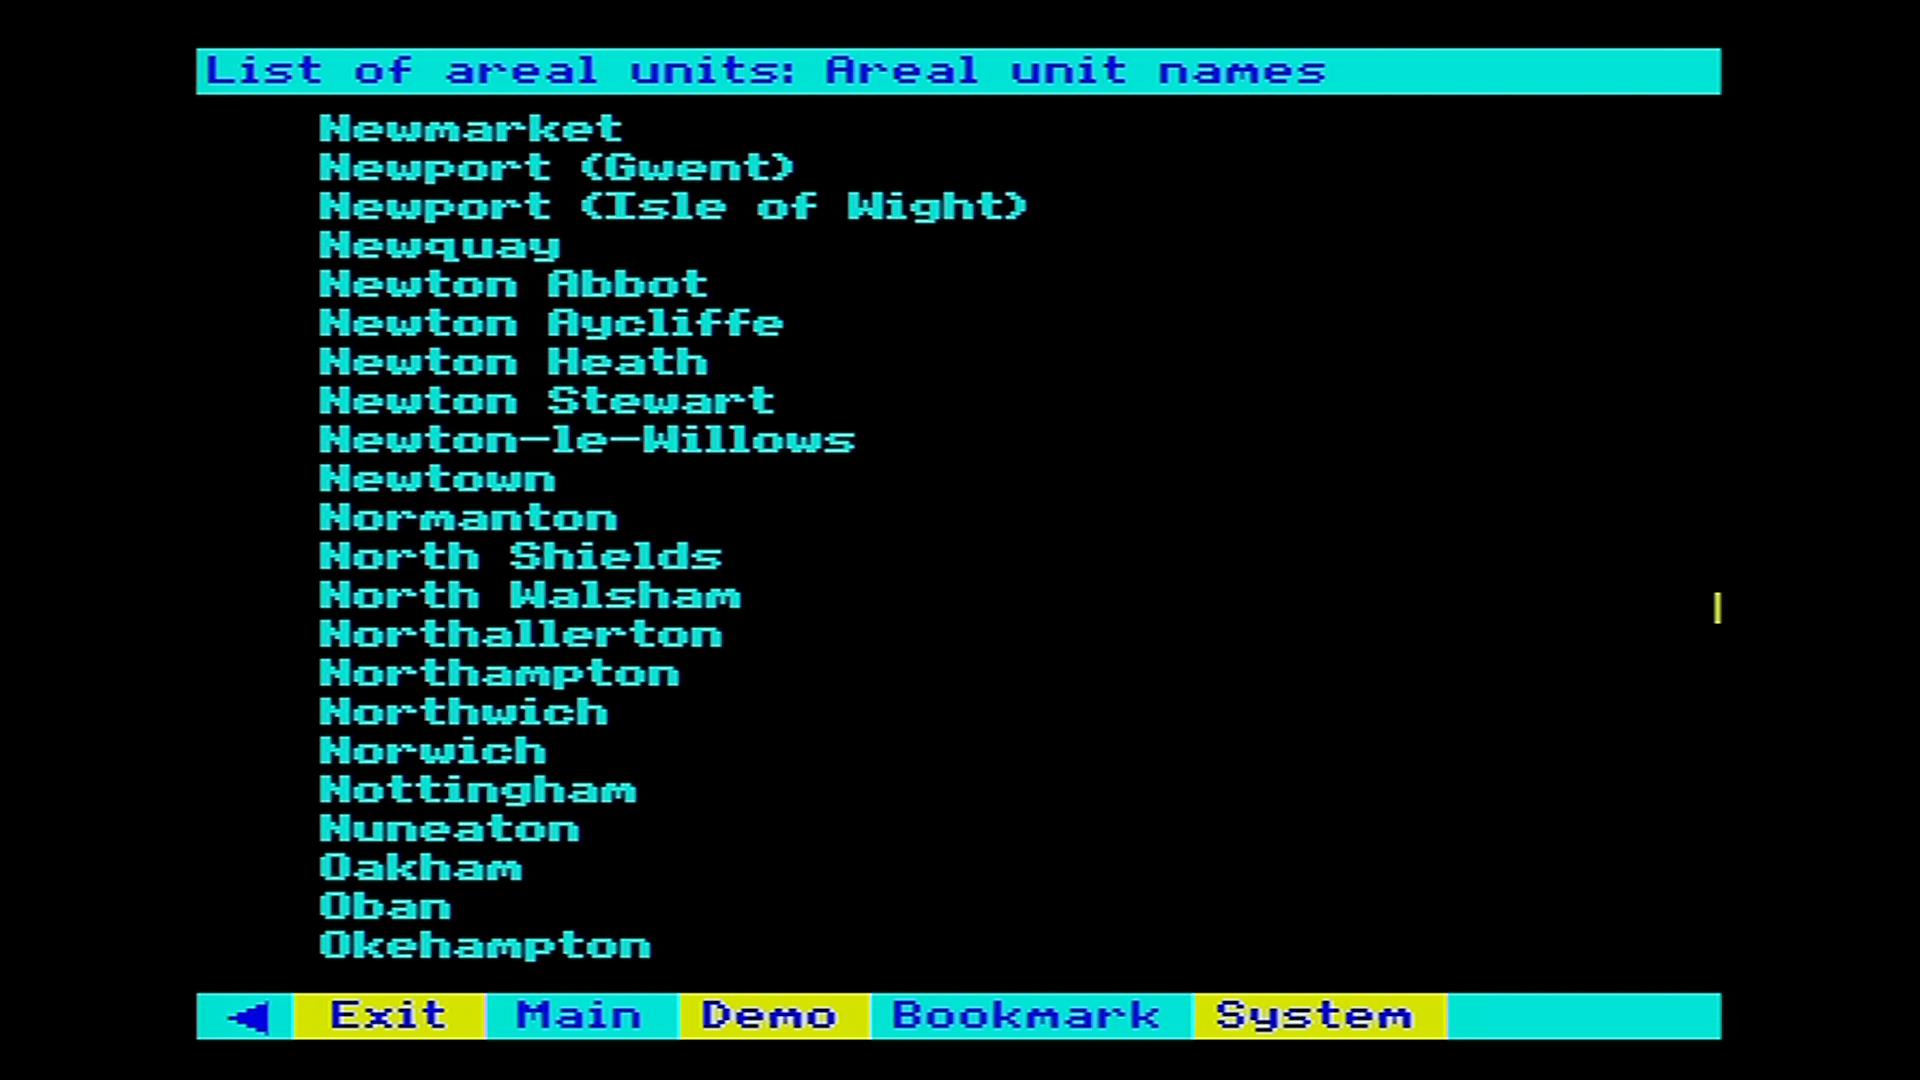 List of areal units: Areal unit names
Newmarket
Newport (Gwent)
Newport (Isle of Wight)
Newquay
Newton Abbot
Newton Aycliffe
Newton Heath
Newton Stewart
Newton-le-Willows
Newtown
Normanton
North Shields
North Walsham
Northallerton
Northampton
Northwich
Norwich
Nottingham
Nuneaton
Oakham
Oban
Okehampton
Exit Main Demo Bookmark System